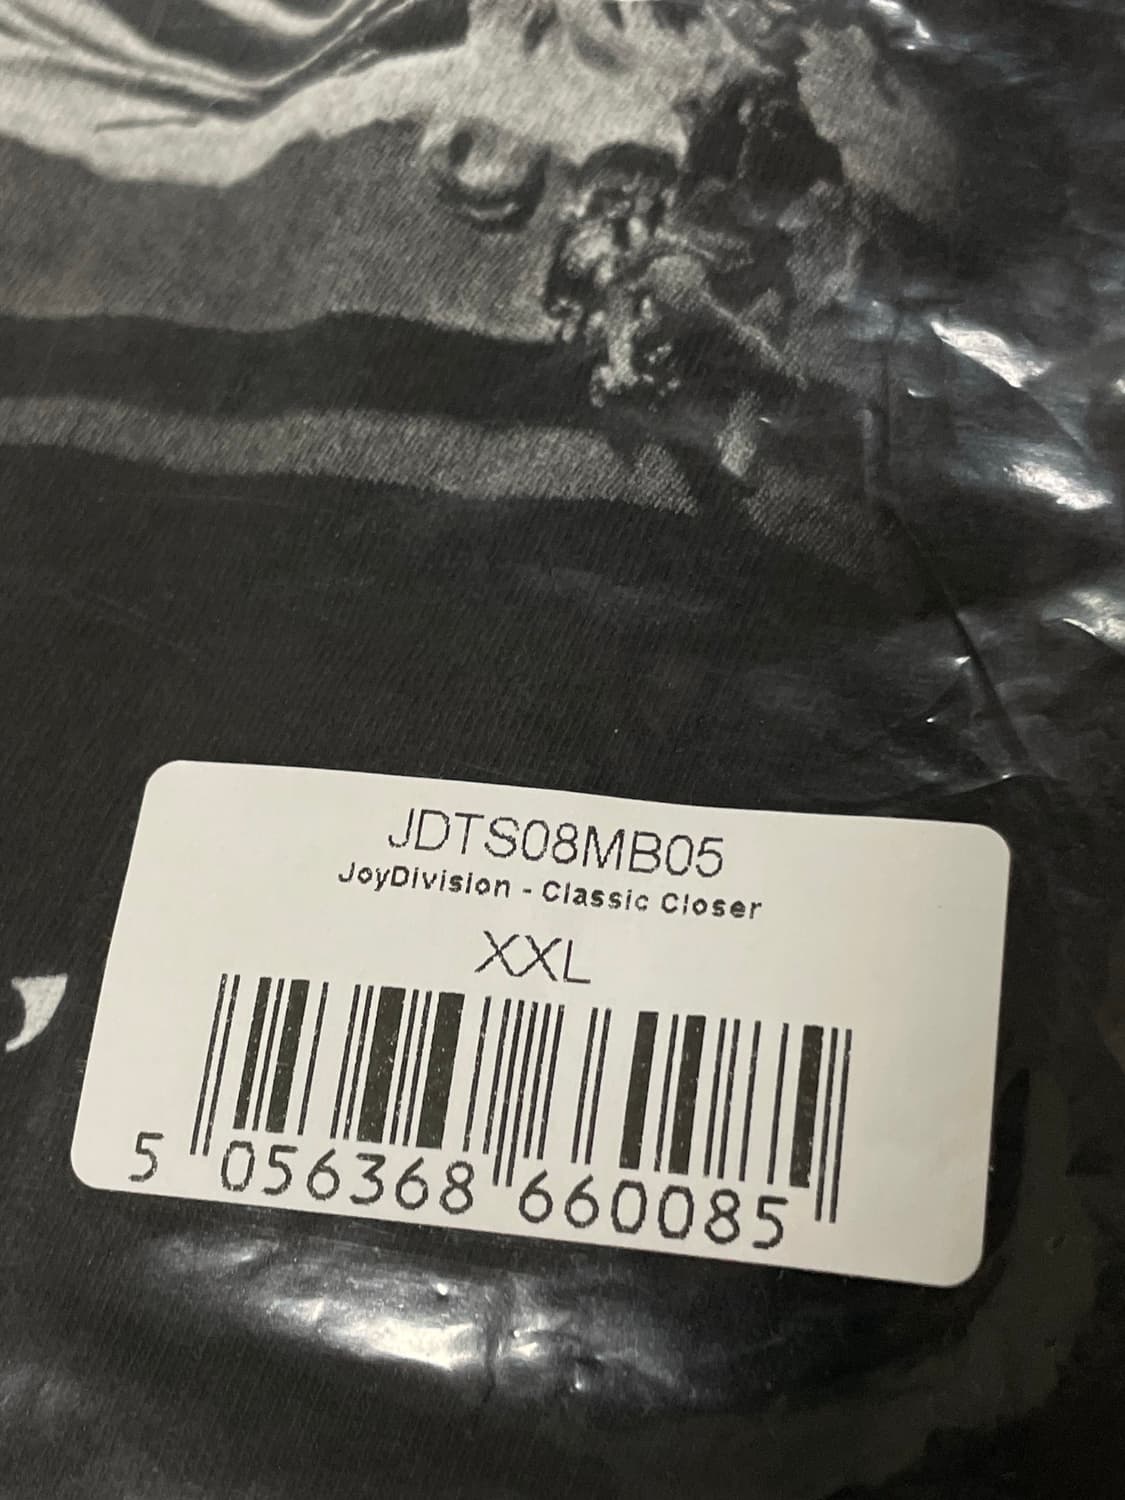 JDTS08MB05
JoyDivision - Classic Closer
XXL
5 056368 660085
,